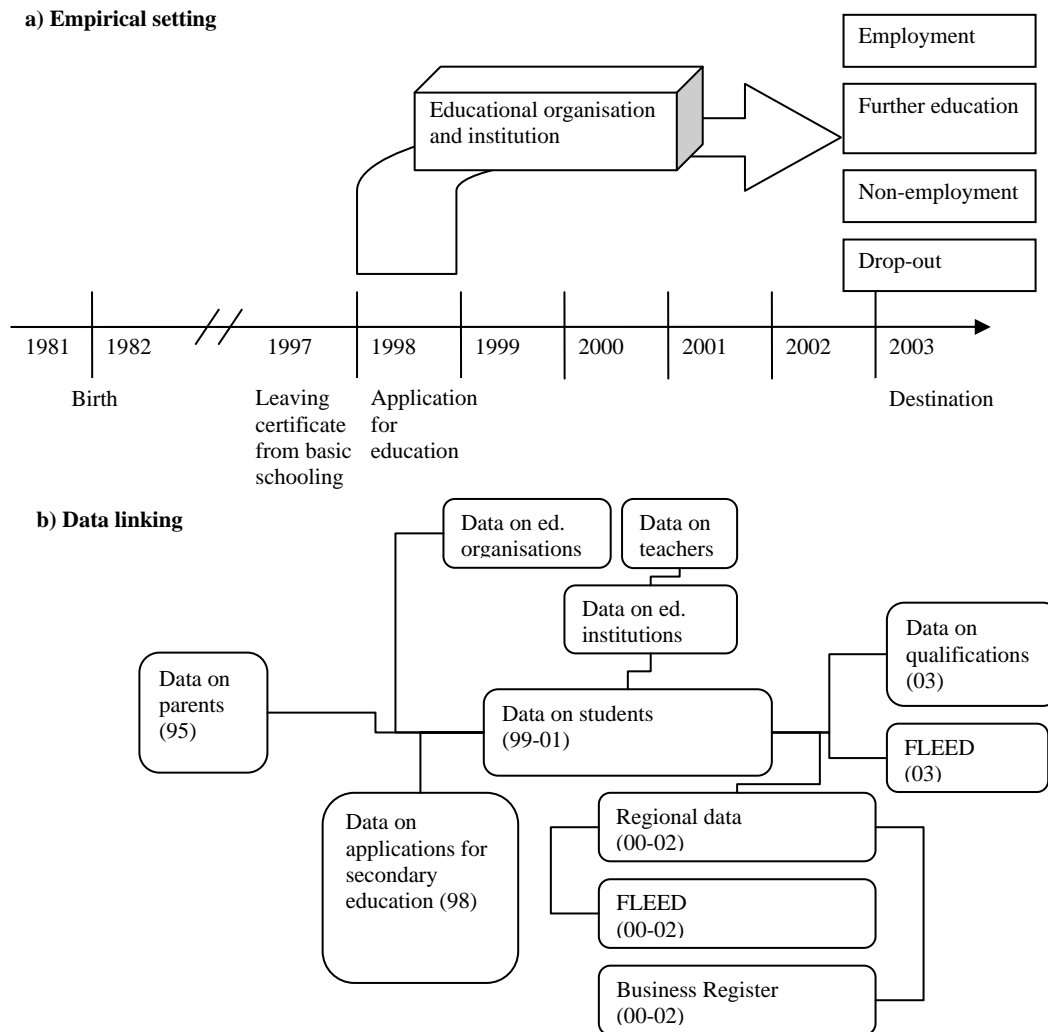 a) Empirical setting
Employment
Further education
Non-employment
Drop-out
Educational organisation
and institution
1981
1982
1997
1998
1999
2000
2001
2002
2003
Birth
Leaving
certificate
from basic
schooling
Application
for
education
Destination
b) Data linking
Data on ed.
organisations
Data on
teachers
Data on ed.
institutions
Data on
qualifications
(03)
Data on
parents
(95)
Data on students
(99-01)
FLEED
(03)
Data on
applications for
secondary
education (98)
Regional data
(00-02)
FLEED
(00-02)
Business Register
(00-02)